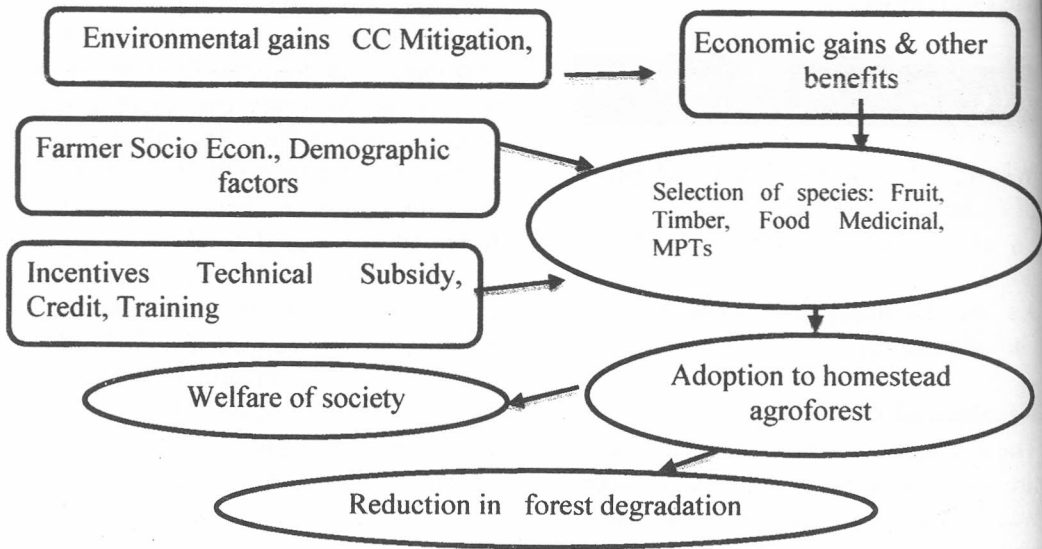 Environmental gains CC Mitigation,
Economic gains & other
benefits
Farmer Socio Econ., Demographic
factors
Selection of species: Fruit,
Timber, Food Medicinal,
MPTs
Incentives Technical Subsidy,
Credit, Training
Adoption to homestead
agroforest
Welfare of society
Reduction in forest degradation